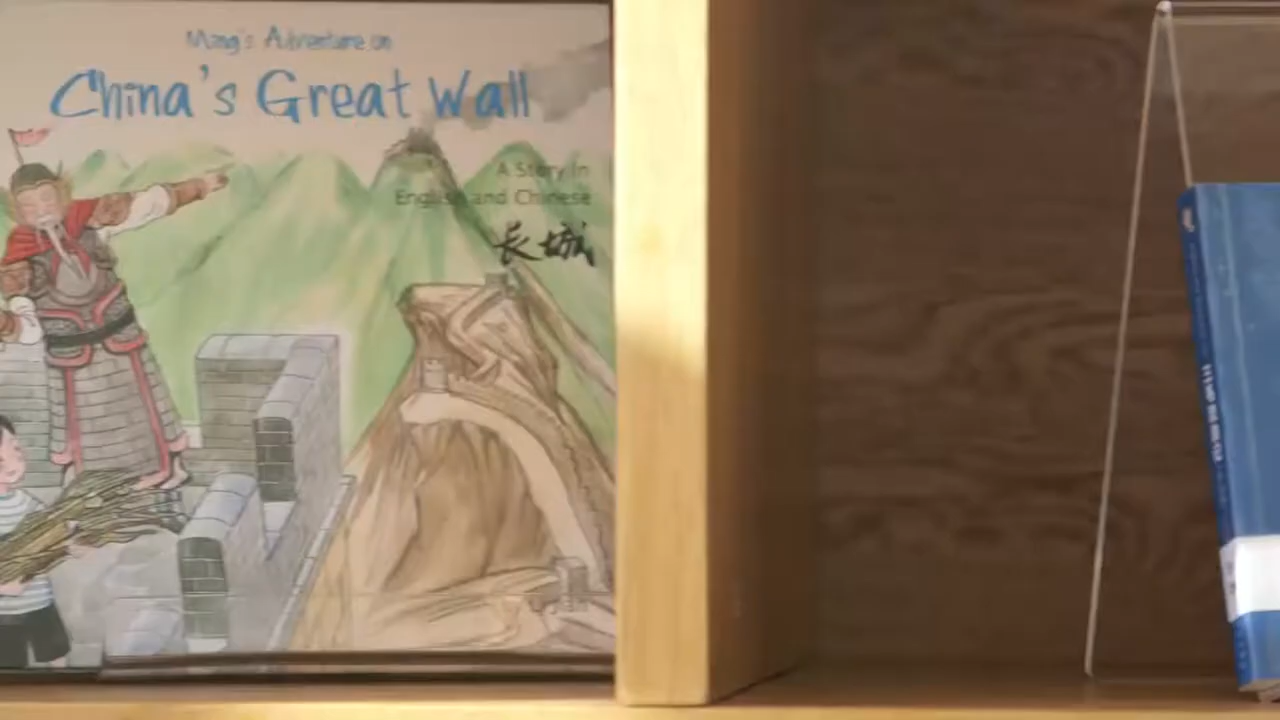 Ming's Adventure on
China's Great Wall
A Story in
English and Chinese
长城